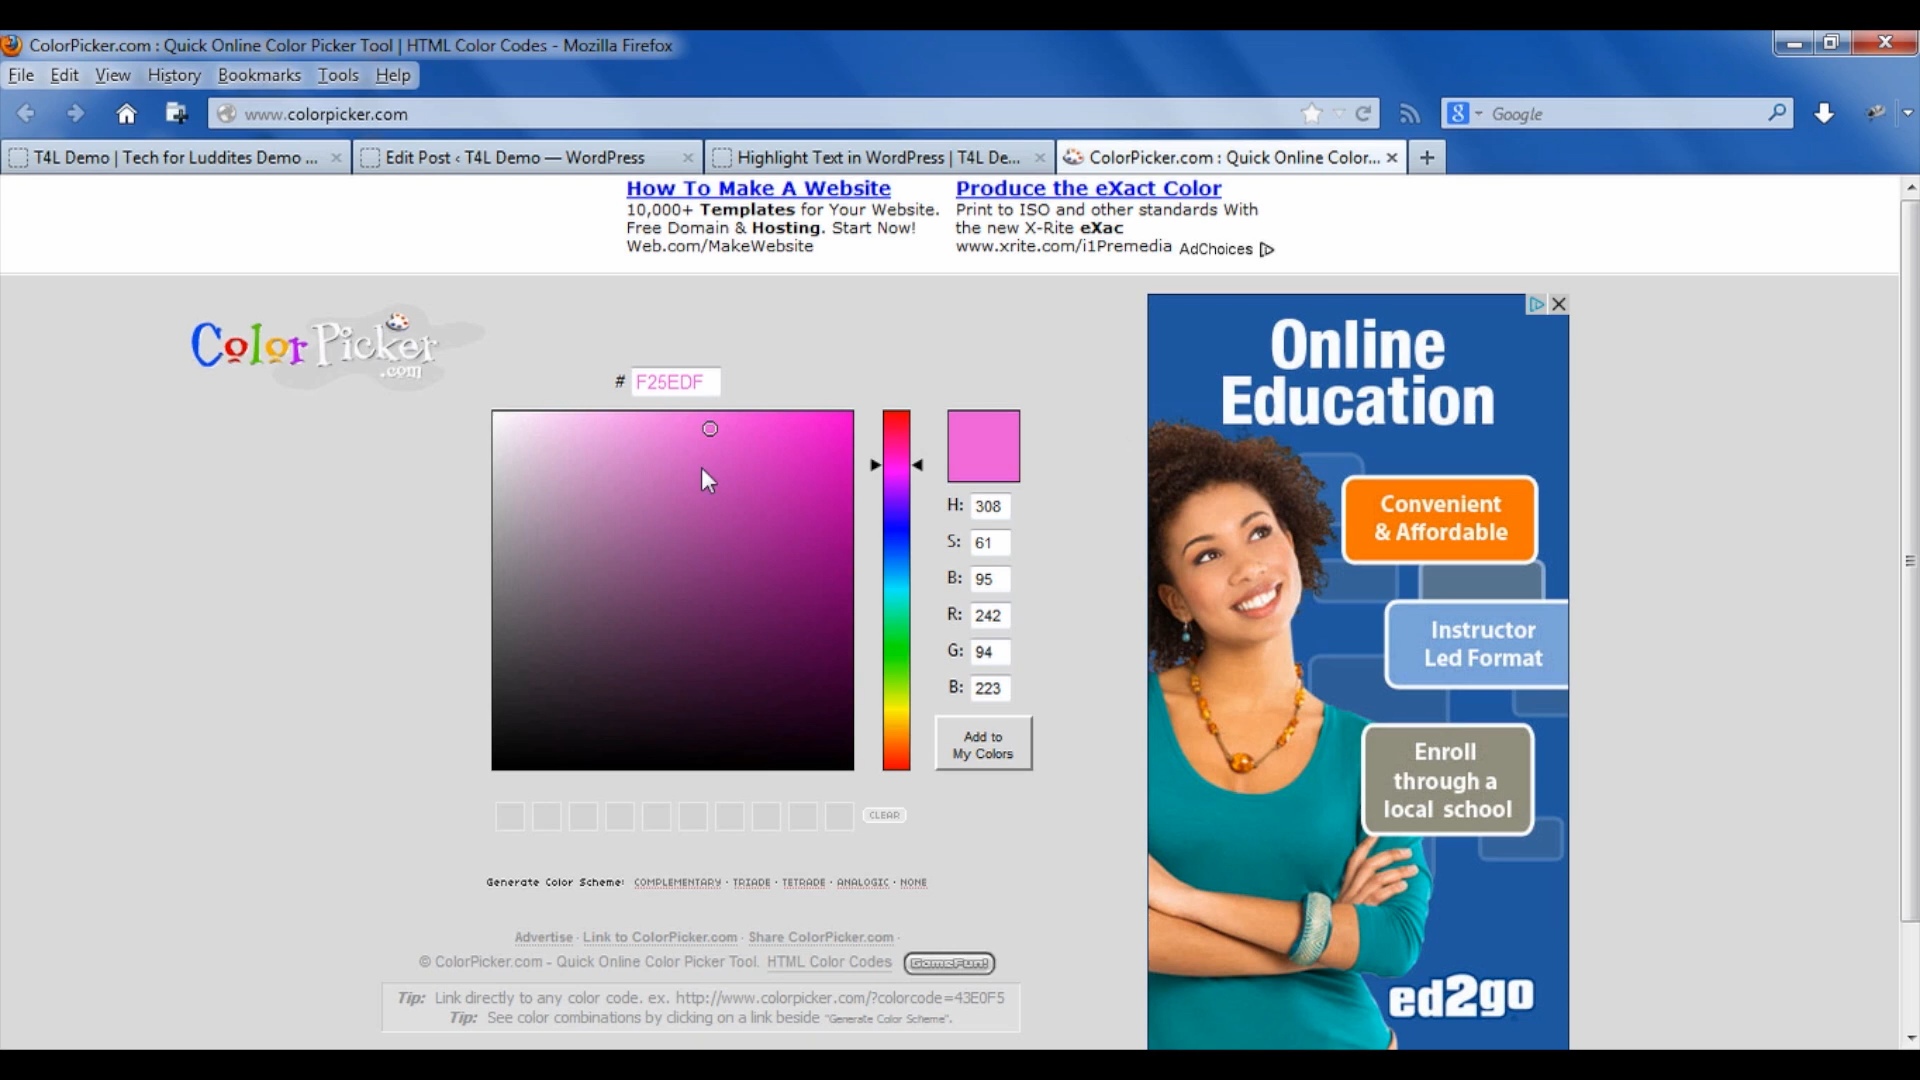 ColorPicker.com : Quick Online Color Picker Tool | HTML Color Codes - Mozilla Firefox
File Edit View History Bookmarks Tools Help
www.colorpicker.com
Google
T4L Demo | Tech for Luddites Demo ...
Edit Post ‹ T4L Demo — WordPress
Highlight Text in WordPress | T4L De...
ColorPicker.com : Quick Online Color...
How To Make A Website
10,000+ Templates for Your Website.
Free Domain & Hosting. Start Now!
Web.com/MakeWebsite
Produce the eXact Color
Print to ISO and other standards With
the new X-Rite eXac
www.xrite.com/i1Premedia
AdChoices
Color Picker
.com
# F25EDF
H: 308
S: 61
B: 95
R: 242
G: 94
B: 223
Add to
My Colors
CLEAR
Generate Color Scheme: COMPLEMENTARY · TRIADE · TETRADE · ANALOGIC · NONE
Advertise · Link to ColorPicker.com · Share ColorPicker.com ·
© ColorPicker.com - Quick Online Color Picker Tool. HTML Color Codes GameFun!
Tip: Link directly to any color code. ex. http://www.colorpicker.com/?colorcode=43E0F5
Tip: See color combinations by clicking on a link beside "Generate Color Scheme".
Online
Education
Convenient
& Affordable
Instructor
Led Format
Enroll
through a
local school
ed2go